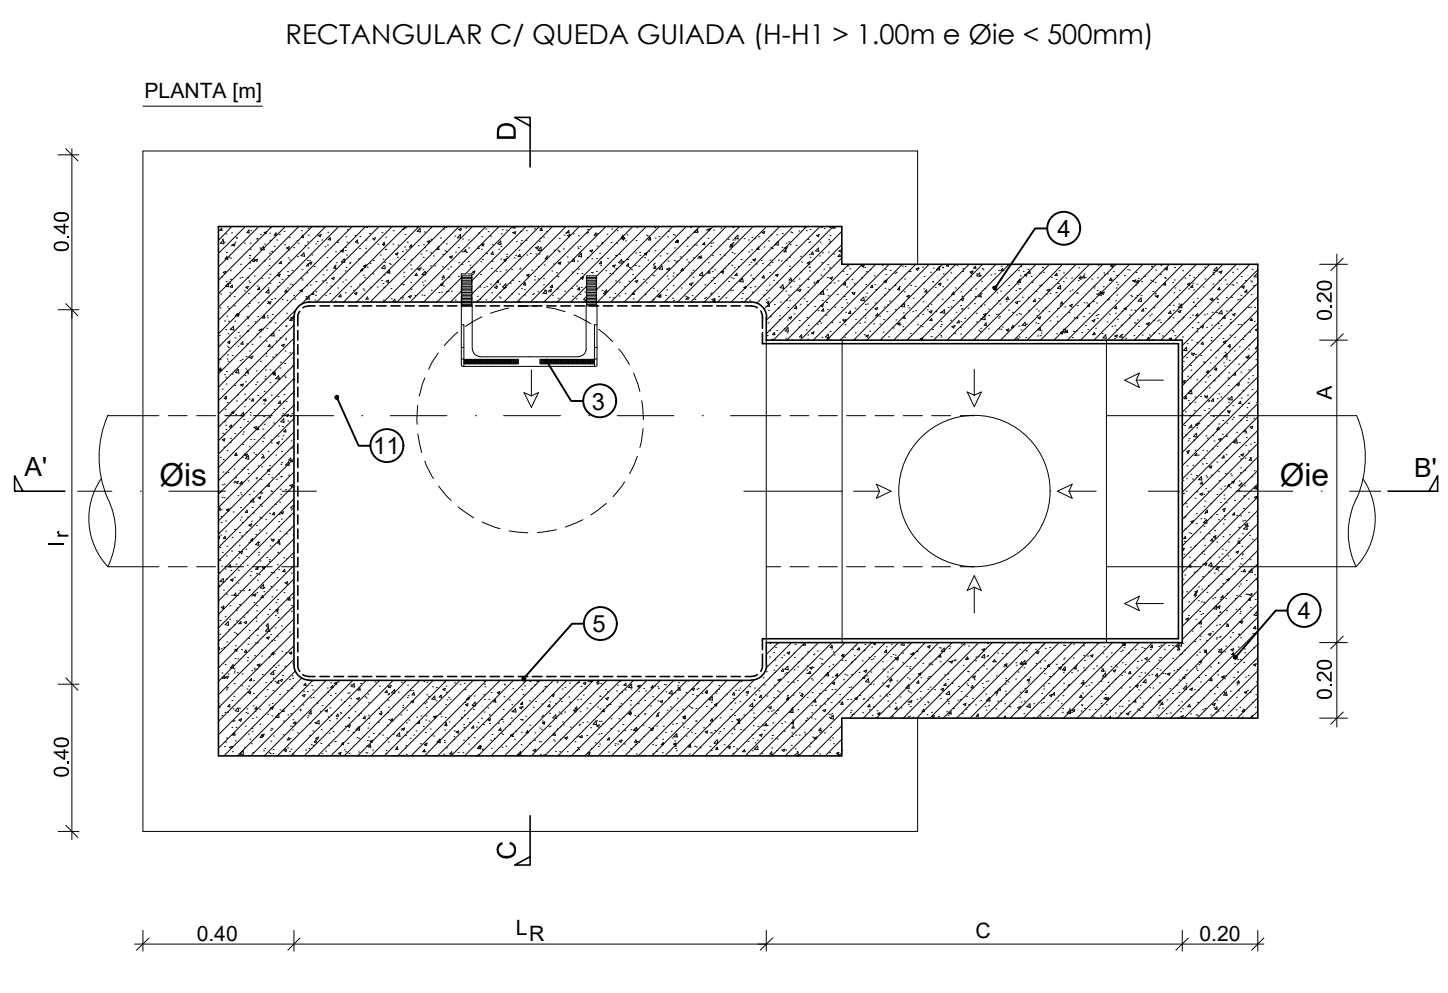 RECTANGULAR C/ QUEDA GUIADA (H-H1 > 1.00m e Øie < 500mm)
PLANTA [m]
D
0.40
4
0.20
A
3
11
A'
Øis
Øie
B'
lr
5
4
0.20
0.40
C
0.40
LR
C
0.20